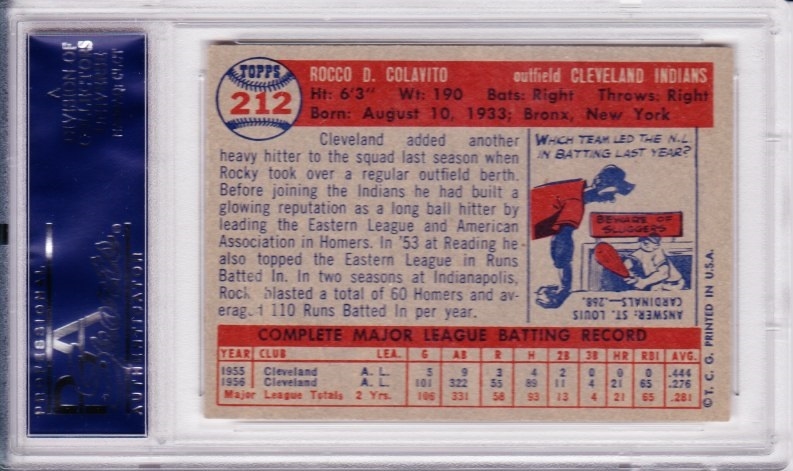 TOPPS
212
ROCCO D. COLAVITO outfield CLEVELAND INDIANS
Ht: 6'3" Wt: 190 Bats: Right Throws: Right
Born: August 10, 1933; Bronx, New York
Cleveland added another
heavy hitter to the squad last season when
Rocky took over a regular outfield berth.
Before joining the Indians he had built a
glowing reputation as a long ball hitter by
leading the Eastern League and American
Association in Homers. In '53 at Reading he
also topped the Eastern League in Runs
Batted In. In two seasons at Indianapolis,
blasted a total of 60 Homers and av-
110 Runs Batted In per year.
WHICH TEAM LED THE N.L.
IN BATTING LAST YEAR?
BEWARE OF
SLUGGERS
ANSWER: ST. LOUIS
CARDINALS—.268.
© T. C. G. PRINTED IN U.S.A.
COMPLETE MAJOR LEAGUE BATTING RECORD
YEAR CLUB LEA. G AB R H 2B 3B HR RBI AVG.
1955 Cleveland A. L. 5 9 3 4 2 0 0 0 .444
1956 Cleveland A. L. 101 322 55 89 11 4 21 65 .276
Major League Totals 2 Yrs. 106 331 58 93 13 4 21 65 .281
A
DIVISION OF
PSA
PROFESSIONAL